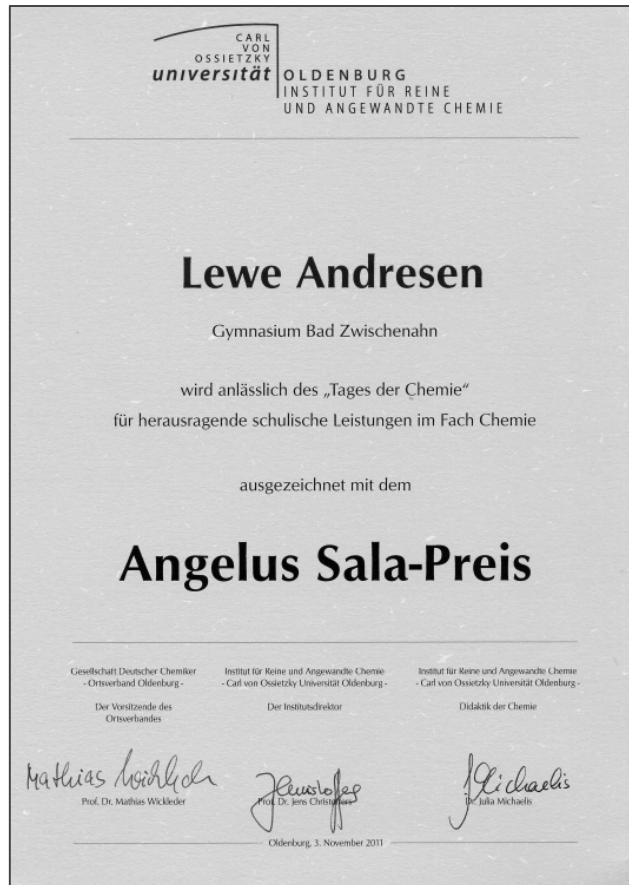 CARL
VON
OSSIETZKY
universität
OLDENBURG
INSTITUT FÜR REINE
UND ANGEWANDTE CHEMIE
Lewe Andresen
Gymnasium Bad Zwischenahn
wird anlässlich des „Tages der Chemie“
für herausragende schulische Leistungen im Fach Chemie
ausgezeichnet mit dem
Angelus Sala-Preis
Gesellschaft Deutscher Chemiker
- Ortsverband Oldenburg -
Der Vorsitzende des
Ortsverbandes
Mathias Wickleder
Prof. Dr. Mathias Wickleder
Institut für Reine und Angewandte Chemie
- Carl von Ossietzky Universität Oldenburg -
Der Institutsdirektor
JChristoffers
Prof. Dr. Jens Christoffers
Institut für Reine und Angewandte Chemie
- Carl von Ossietzky Universität Oldenburg -
Didaktik der Chemie
JMichaelis
Dr. Julia Michaelis
Oldenburg, 3. November 2011